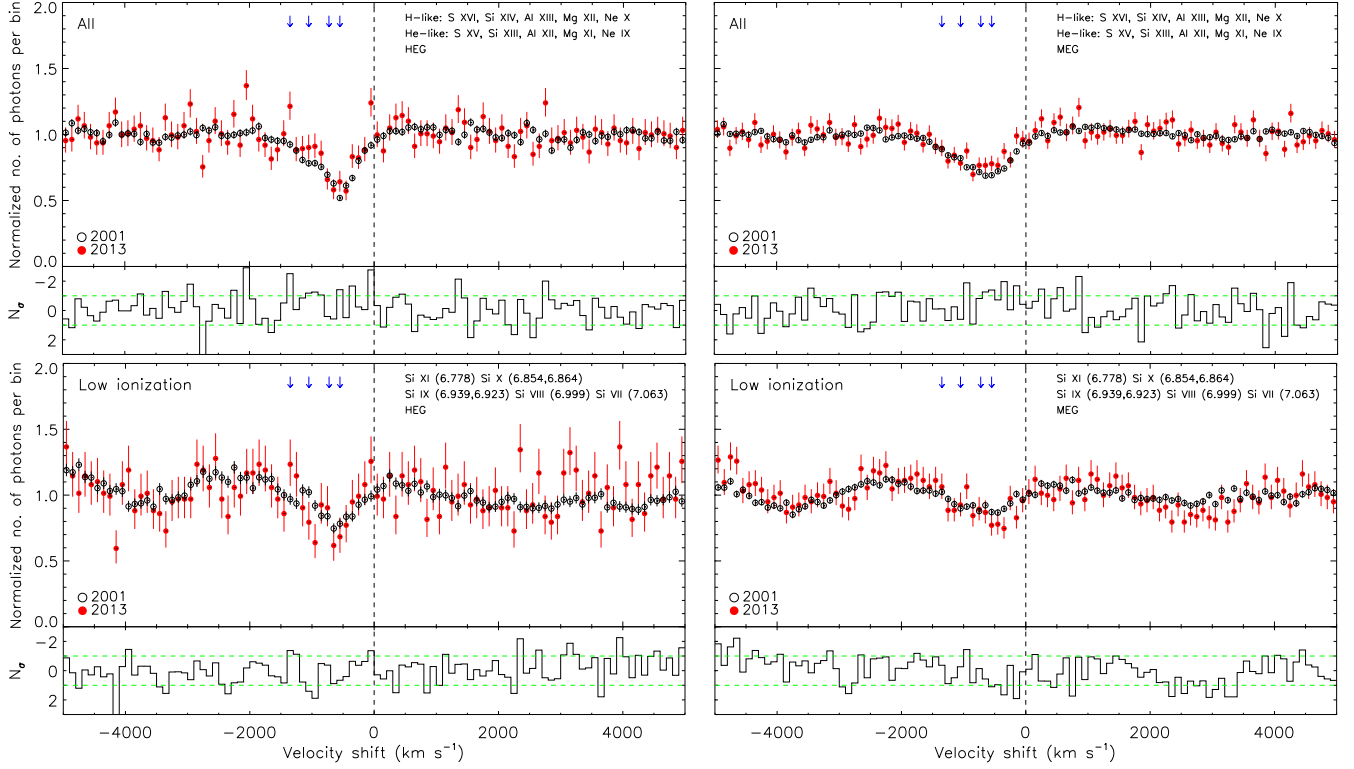 All
H-like: S XVI, Si XIV, Al XIII, Mg XII, Ne X
He-like: S XV, Si XIII, Al XII, Mg XI, Ne IX
HEG
2.0
1.5
1.0
0.5
0.0
Normalized no. of photons per bin
2001
2013
-2
0
2
Nσ
Low ionization
Si XI (6.778) Si X (6.854,6.864)
Si IX (6.939,6.923) Si VIII (6.999) Si VII (7.063)
HEG
2.0
1.5
1.0
0.5
0.0
Normalized no. of photons per bin
2001
2013
-2
0
2
Nσ
-4000 -2000 0 2000 4000
Velocity shift (km s⁻¹)
All
H-like: S XVI, Si XIV, Al XIII, Mg XII, Ne X
He-like: S XV, Si XIII, Al XII, Mg XI, Ne IX
MEG
2001
2013
Low ionization
Si XI (6.778) Si X (6.854,6.864)
Si IX (6.939,6.923) Si VIII (6.999) Si VII (7.063)
MEG
2001
2013
-4000 -2000 0 2000 4000
Velocity shift (km s⁻¹)